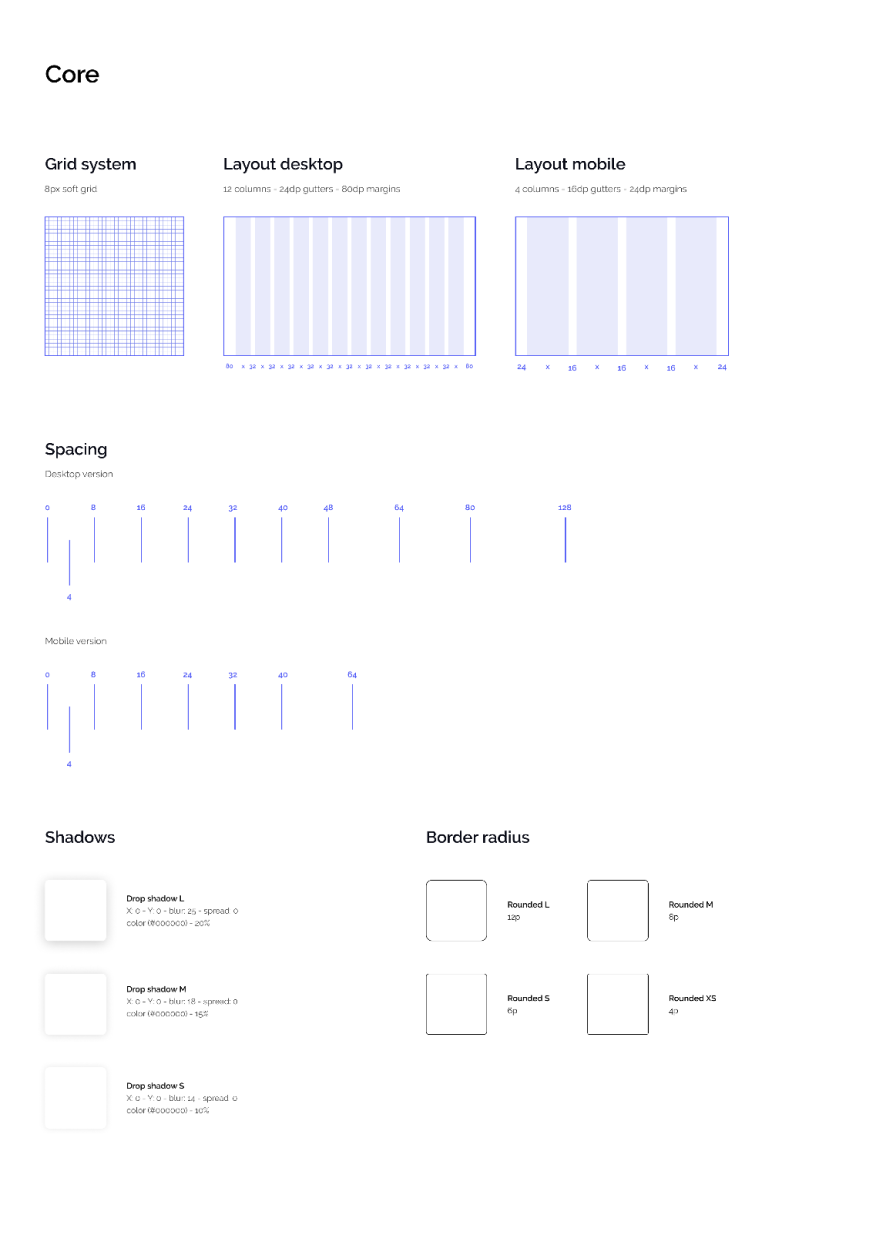 Core
Grid system
8px soft grid
Layout desktop
12 columns - 24dp gutters - 80dp margins
80 x 32 x 32 x 32 x 32 x 32 x 32 x 32 x 32 x 32 x 32 x 32 x 80
Layout mobile
4 columns - 16dp gutters - 24dp margins
24 x 16 x 16 x 16 x 24
Spacing
Desktop version
0 8 16 24 32 40 48 64 80 128
4
Mobile version
0 8 16 24 32 40 64
4
Shadows
Drop shadow L
X: 0 - Y: 0 - blur: 25 - spread: 0
color (#000000) - 20%
Drop shadow M
X: 0 - Y: 0 - blur: 18 - spread: 0
color (#000000) - 15%
Drop shadow S
X: 0 - Y: 0 - blur: 14 - spread: 0
color (#000000) - 10%
Border radius
Rounded L
12p
Rounded M
8p
Rounded S
6p
Rounded XS
4p